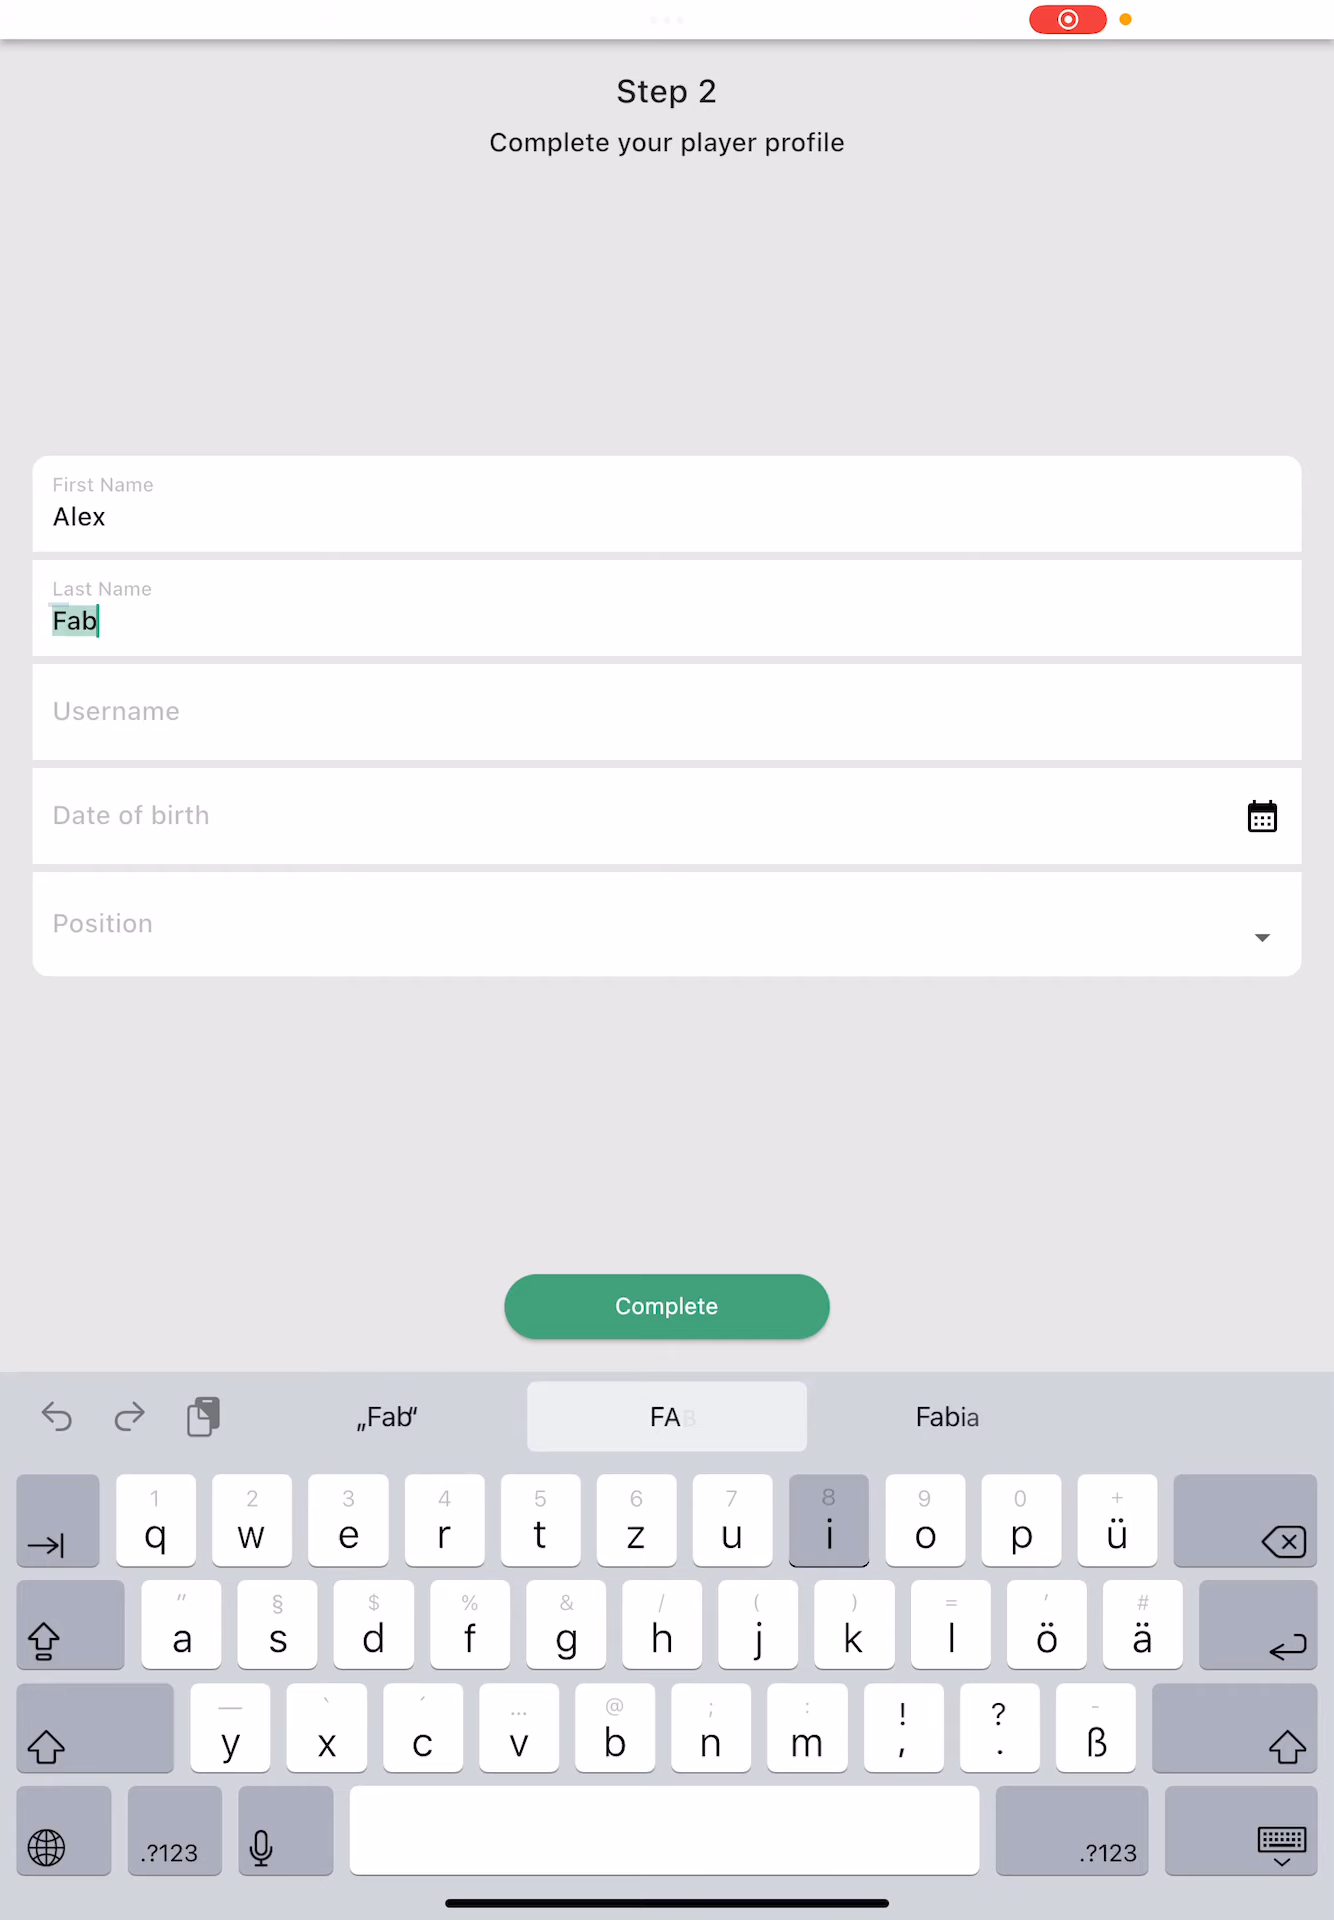 Step 2
Complete your player profile
First Name
Alex
Last Name
Fab
Username
Date of birth
Position
Complete
„Fab“ FAB Fabia
1 2 3 4 5 6 7 8 9 0 +
q w e r t z u i o p ü
" § $ % & / ( ) = ' #
a s d f g h j k l ö ä
— ` ´ ... @ ; : ! ? -
y x c v b n m , . ß
.?123 .?123